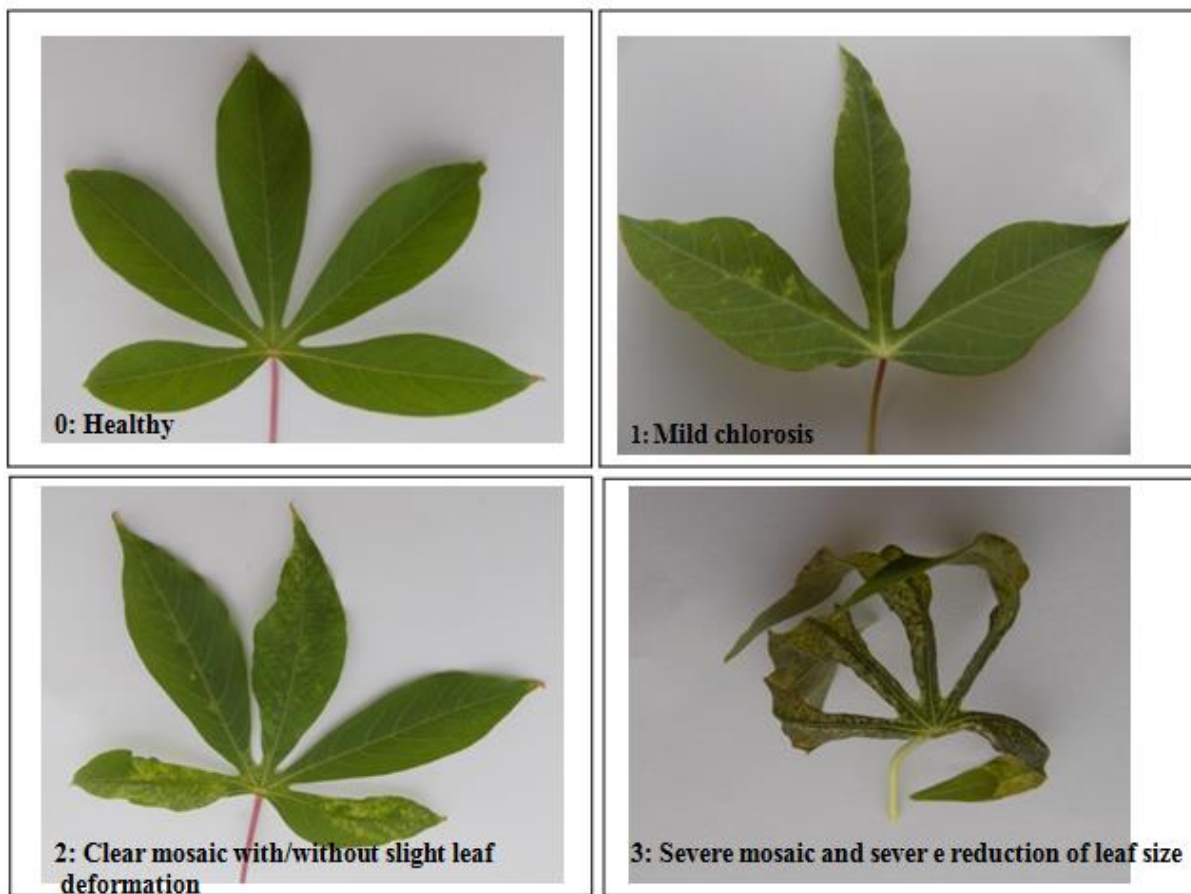 0: Healthy
1: Mild chlorosis
2: Clear mosaic with/without slight leaf
deformation
3: Severe mosaic and sever e reduction of leaf size